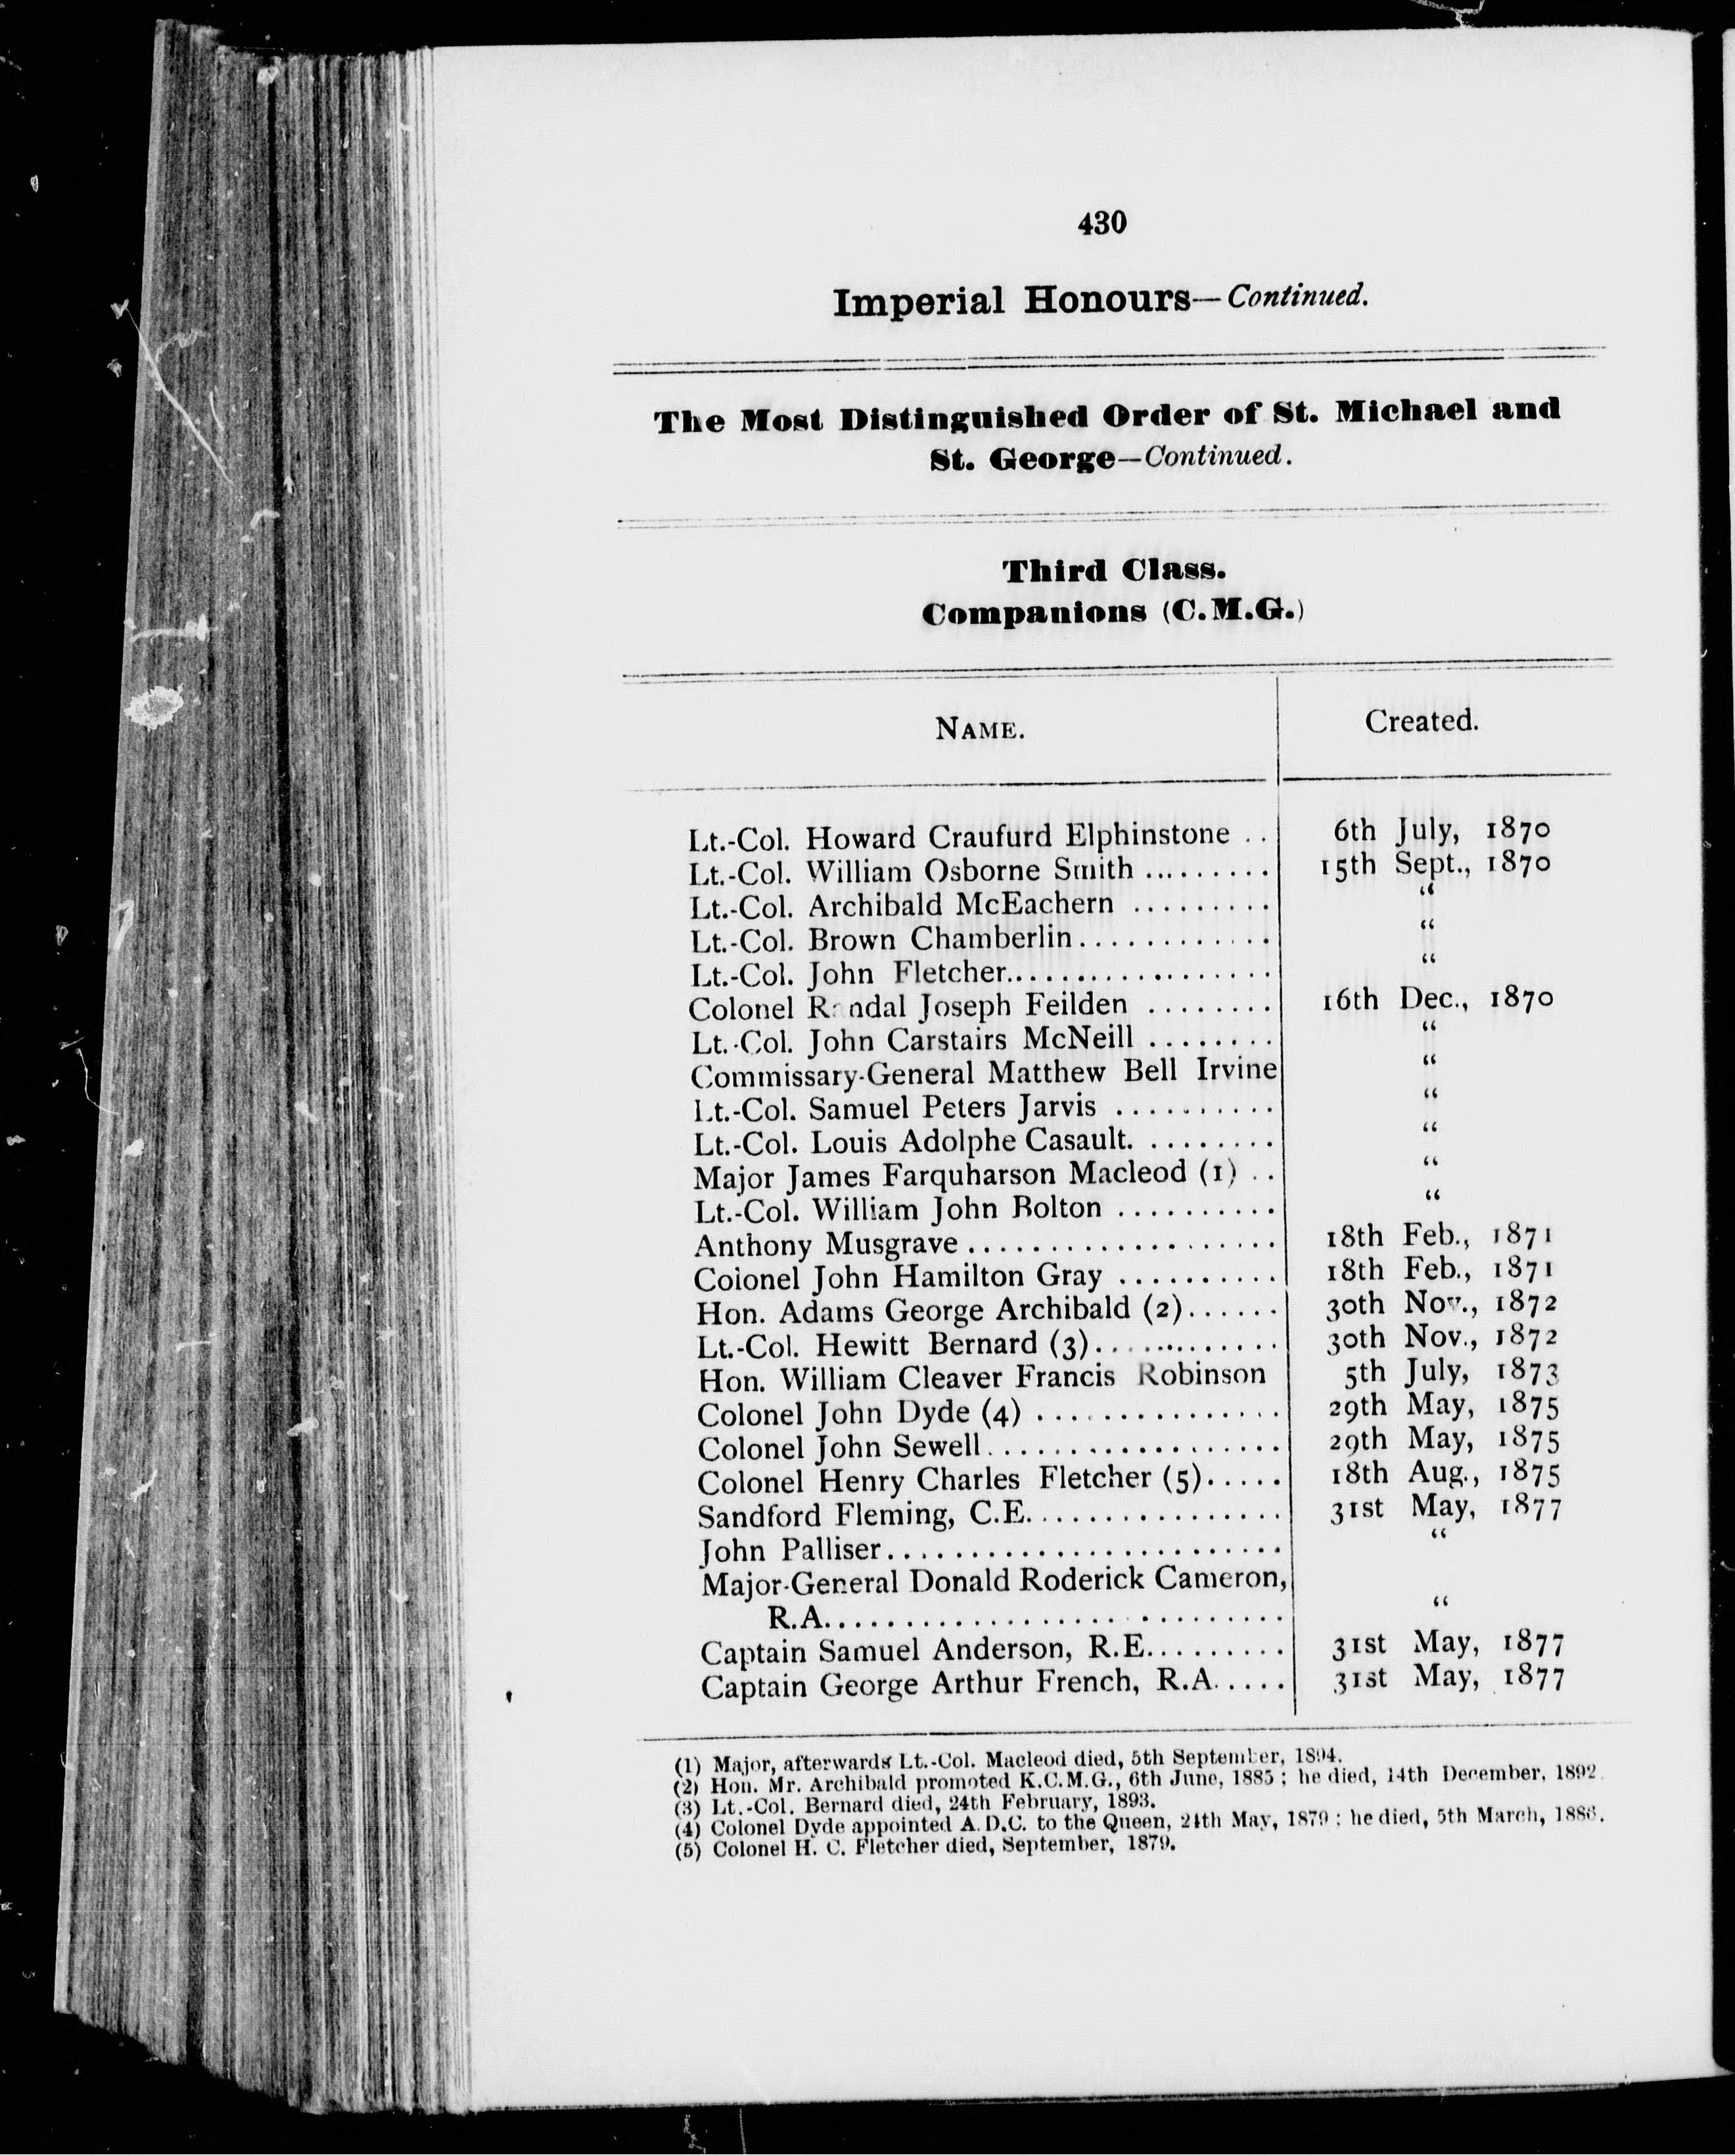 430
Imperial Honours—Continued.
The Most Distinguished Order of St. Michael and
St. George—Continued.
Third Class.
Companions (C.M.G.)
NAME. Created.
Lt.-Col. Howard Craufurd Elphinstone .. 6th July, 1870
Lt.-Col. William Osborne Smith ......... 15th Sept., 1870
Lt.-Col. Archibald McEachern ......... “
Lt.-Col. Brown Chamberlin............ “
Lt.-Col. John Fletcher................... “
Colonel Randal Joseph Feilden ........ 16th Dec., 1870
Lt.-Col. John Carstairs McNeill ........ “
Commissary-General Matthew Bell Irvine “
Lt.-Col. Samuel Peters Jarvis .......... “
Lt.-Col. Louis Adolphe Casault. ........ “
Major James Farquharson Macleod (1) .. “
Lt.-Col. William John Bolton .......... “
Anthony Musgrave................... 18th Feb., 1871
Colonel John Hamilton Gray .......... 18th Feb., 1871
Hon. Adams George Archibald (2)...... 30th Nov., 1872
Lt.-Col. Hewitt Bernard (3)............. 30th Nov., 1872
Hon. William Cleaver Francis Robinson 5th July, 1873
Colonel John Dyde (4) ............... 29th May, 1875
Colonel John Sewell.................. 29th May, 1875
Colonel Henry Charles Fletcher (5)..... 18th Aug., 1875
Sandford Fleming, C.E................ 31st May, 1877
John Palliser........................ “
Major-General Donald Roderick Cameron,
R.A............................ “
Captain Samuel Anderson, R.E......... 31st May, 1877
Captain George Arthur French, R.A..... 31st May, 1877
(1) Major, afterwards Lt.-Col. Macleod died, 5th September, 1894.
(2) Hon. Mr. Archibald promoted K.C.M.G., 6th June, 1885 ; he died, 14th December, 1892.
(3) Lt.-Col. Bernard died, 24th February, 1893.
(4) Colonel Dyde appointed A.D.C. to the Queen, 24th May, 1879 ; he died, 5th March, 1886.
(5) Colonel H. C. Fletcher died, September, 1879.